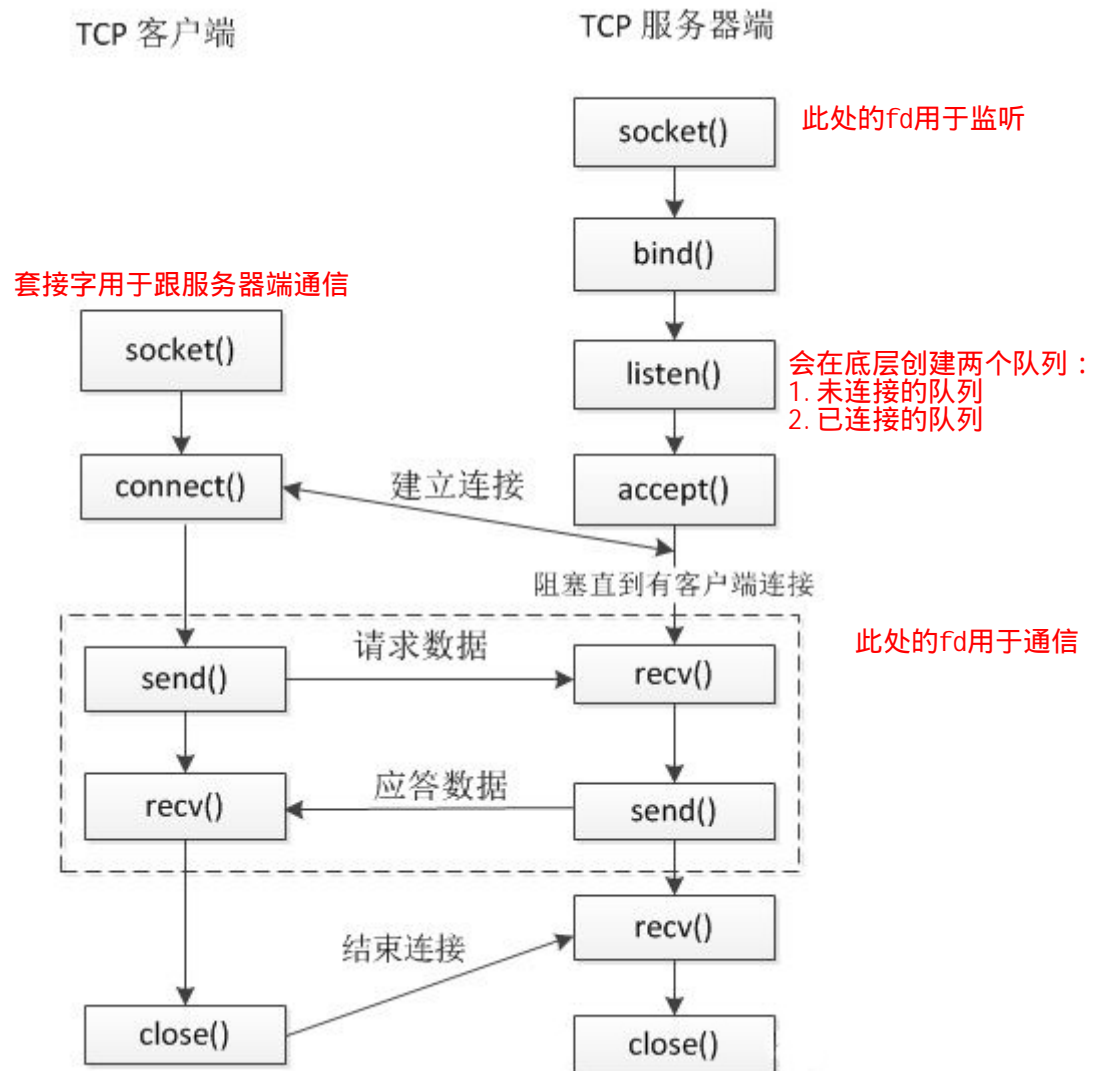 TCP 客户端
TCP 服务器端
socket()
此处的fd用于监听
bind()
套接字用于跟服务器端通信
socket()
listen()
会在底层创建两个队列：
1.未连接的队列
2.已连接的队列
connect()
建立连接
accept()
阻塞直到有客户端连接
此处的fd用于通信
send()
请求数据
recv()
recv()
应答数据
send()
recv()
结束连接
close()
close()